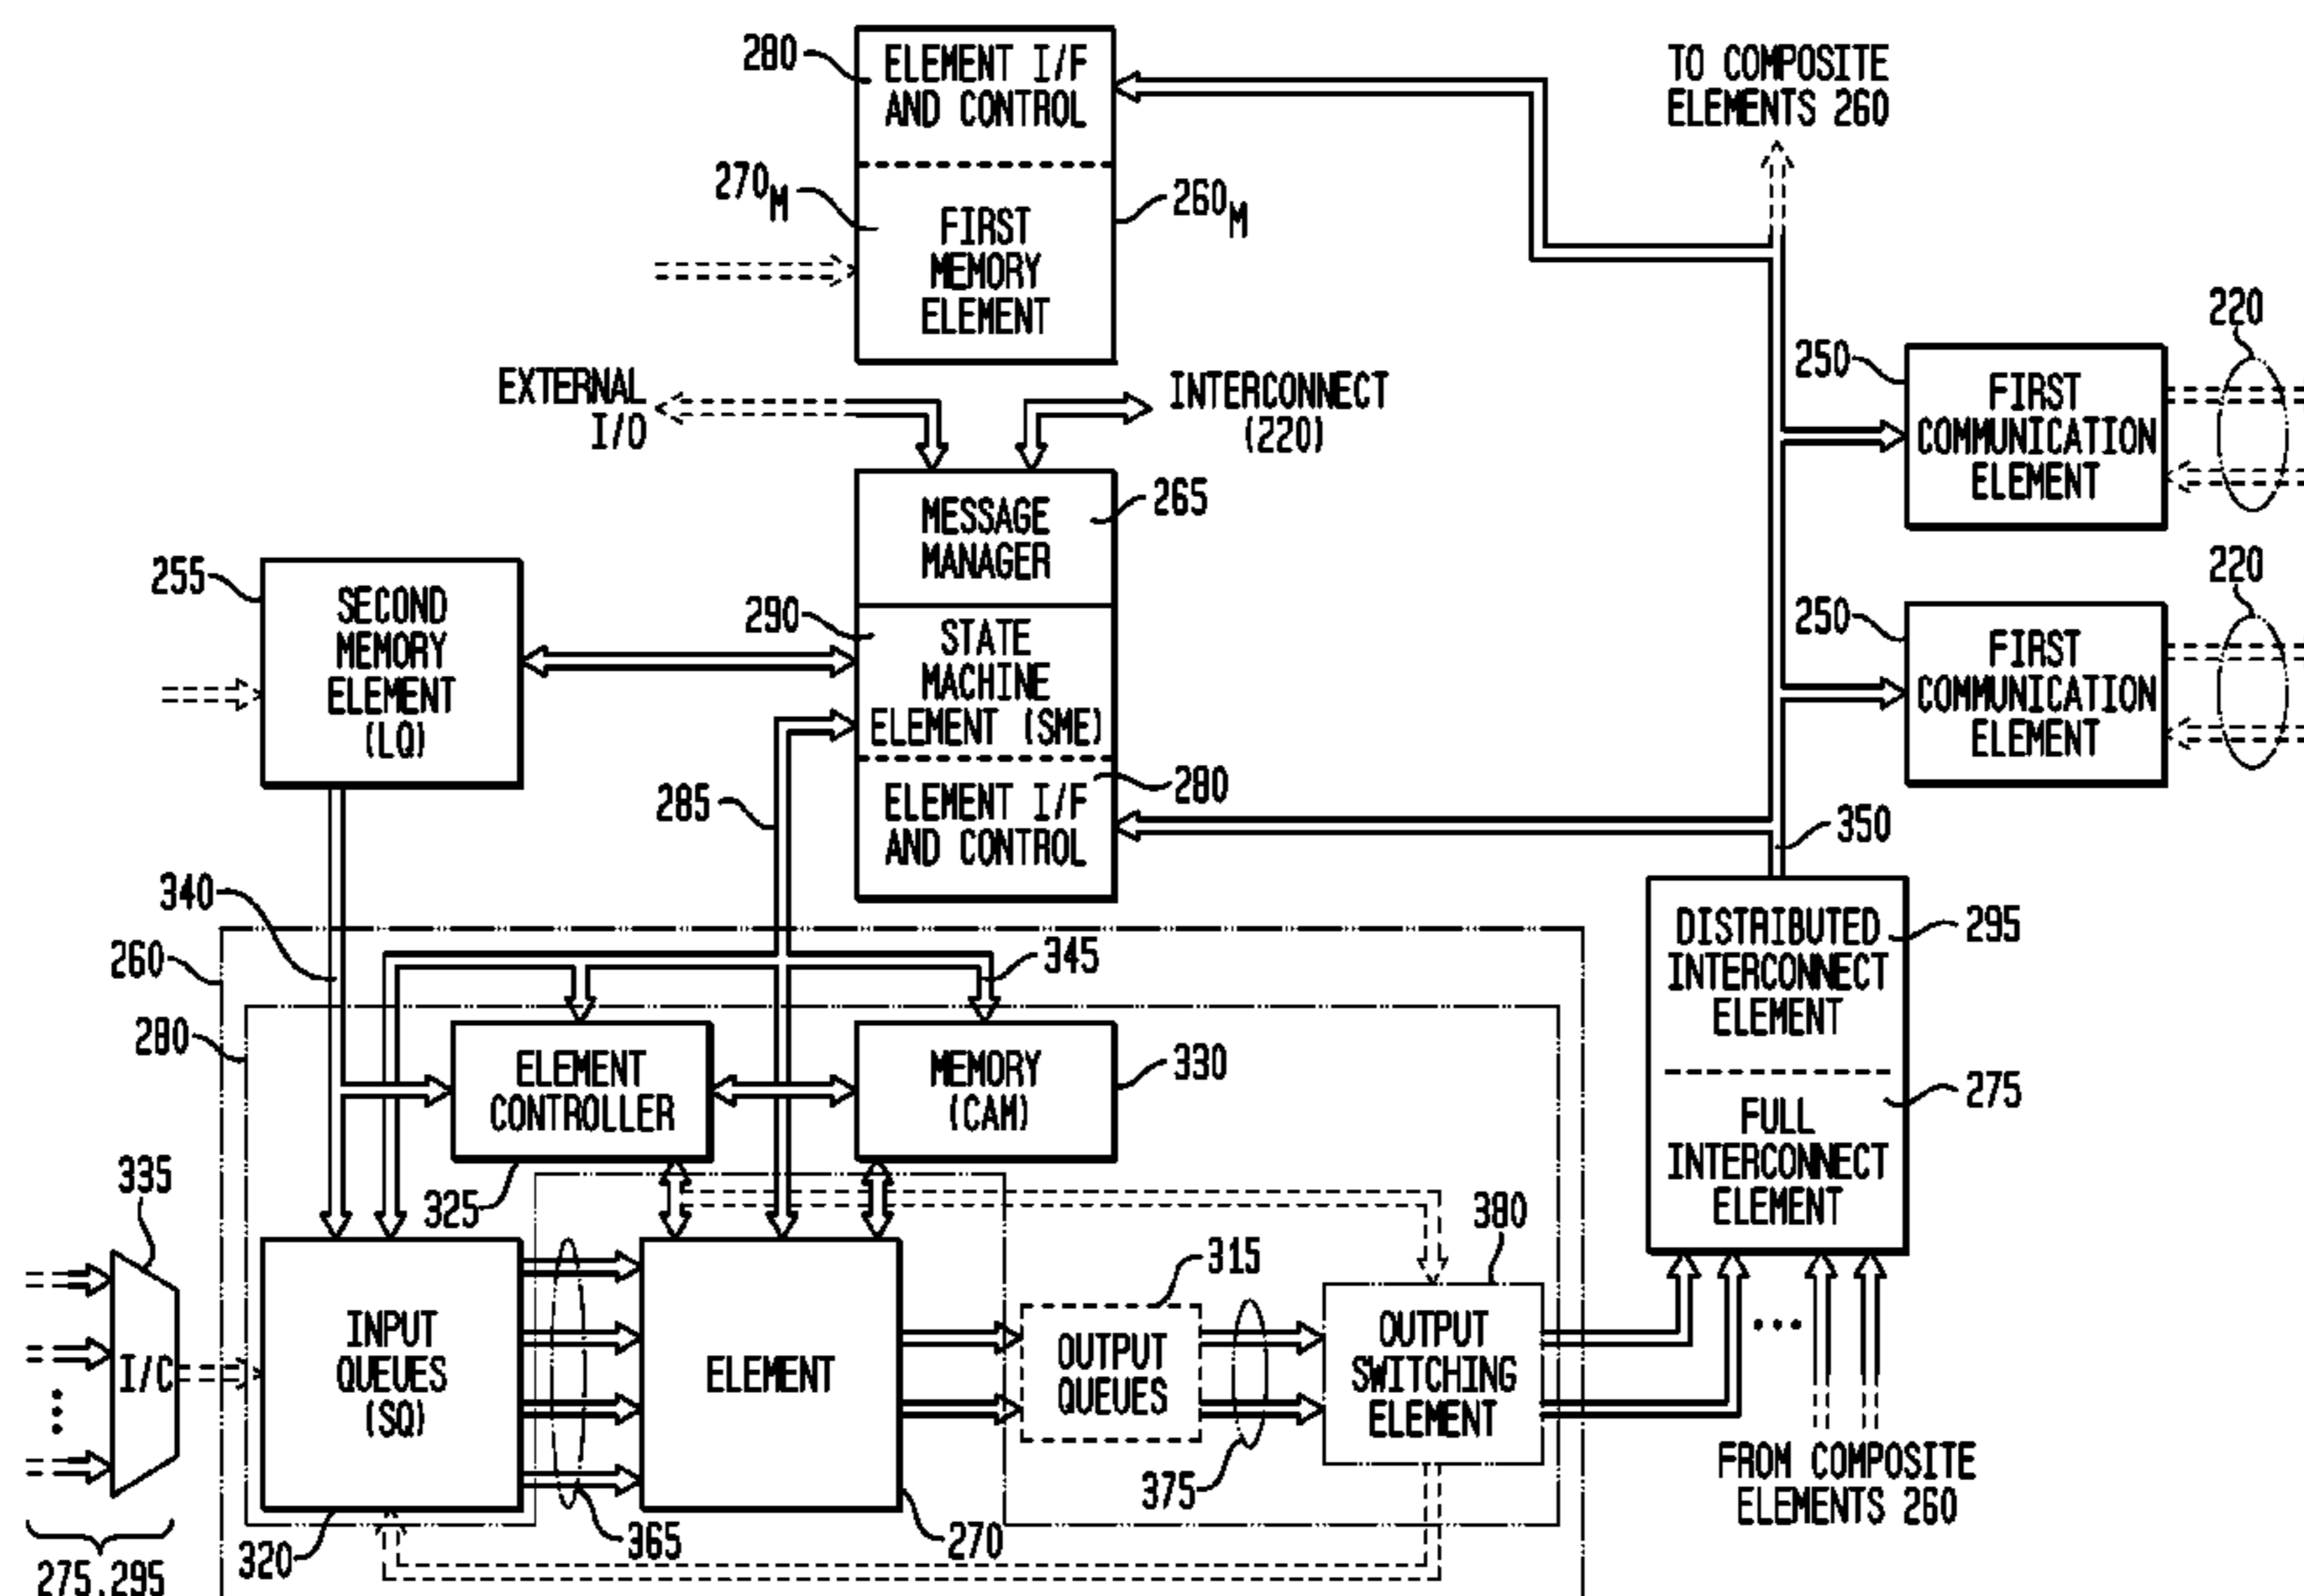 280
ELEMENT I/F
AND CONTROL
TO COMPOSITE
ELEMENTS 260
270M
260M
FIRST
MEMORY
ELEMENT
220
250
FIRST
COMMUNICATION
ELEMENT
EXTERNAL
I/O
INTERCONNECT
(220)
MESSAGE
MANAGER
265
255
SECOND
MEMORY
ELEMENT
(LQ)
290
STATE
MACHINE
ELEMENT (SME)
220
250
FIRST
COMMUNICATION
ELEMENT
285
280
ELEMENT I/F
AND CONTROL
350
340
260
345
DISTRIBUTED
INTERCONNECT
ELEMENT
295
280
ELEMENT
CONTROLLER
MEMORY
(CAM)
330
FULL
INTERCONNECT
ELEMENT
275
335
325
380
315
I/C
INPUT
QUEUES
(SQ)
ELEMENT
OUTPUT
QUEUES
OUTPUT
SWITCHING
ELEMENT
375
FROM COMPOSITE
ELEMENTS 260
320
365
270
275,295